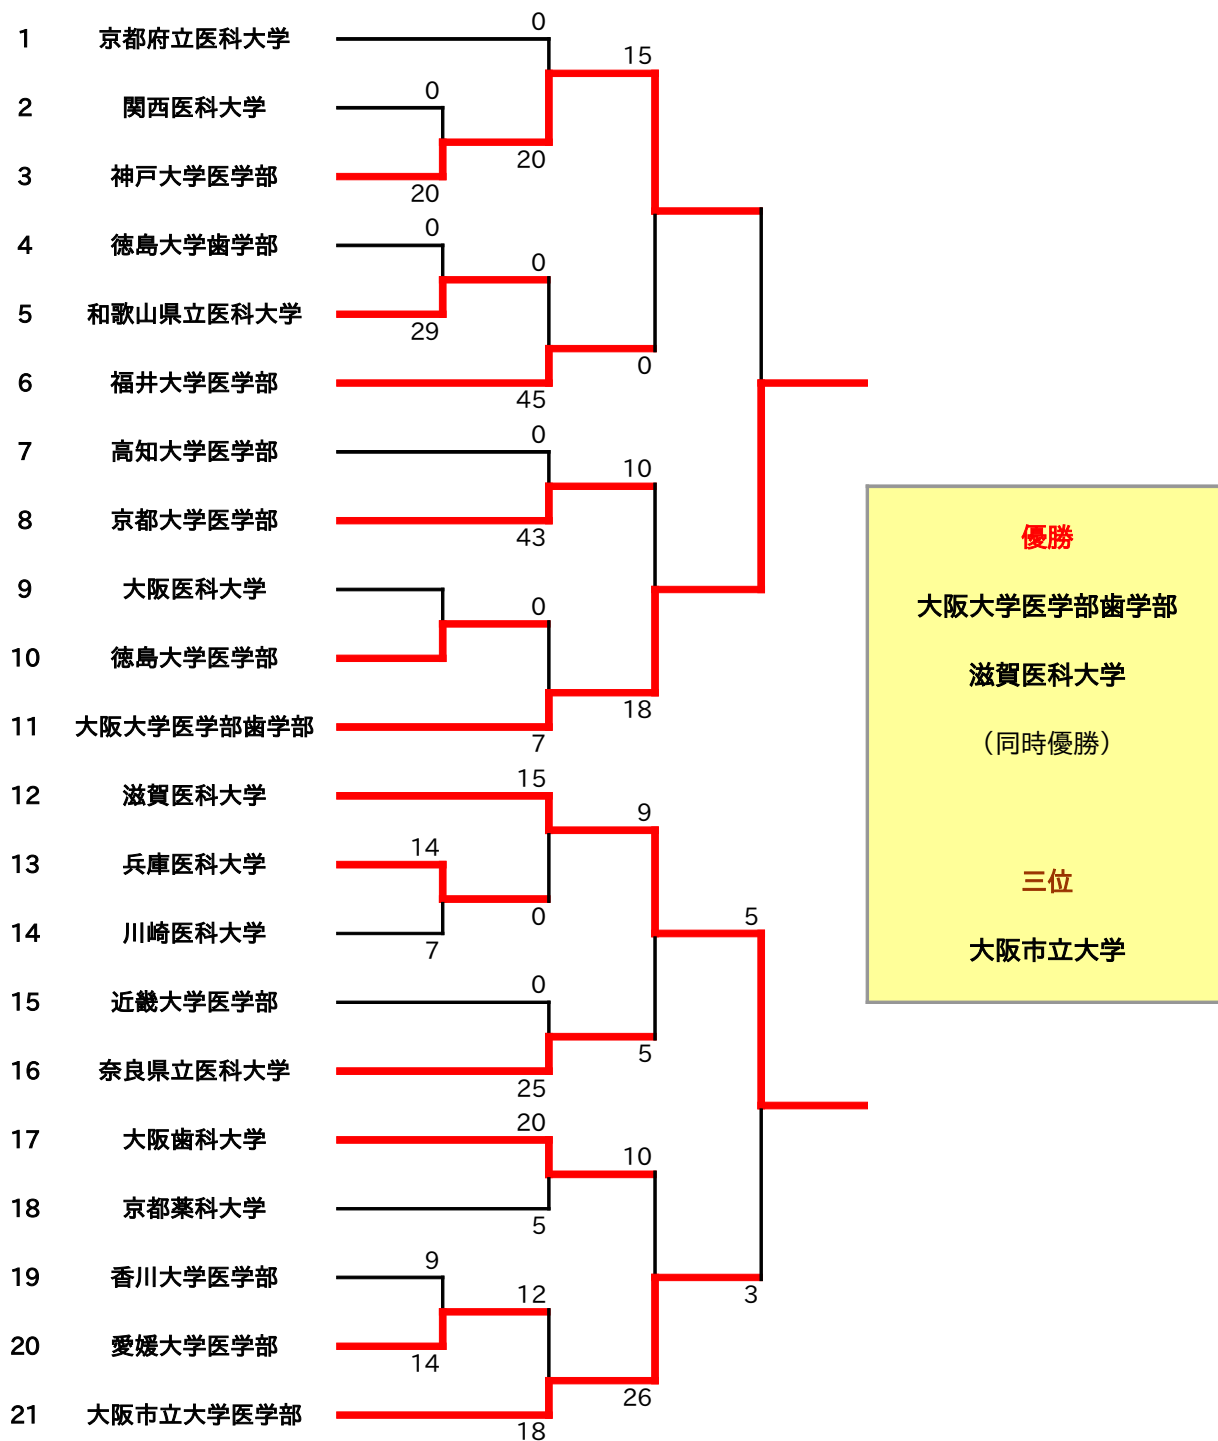 0
1 京都府立医科大学
15
0
2 関西医科大学
20
3 神戸大学医学部
20
0
4 徳島大学歯学部
0
5 和歌山県立医科大学
29
0
6 福井大学医学部
45
0
7 高知大学医学部
10
8 京都大学医学部
43
9 大阪医科大学
0
10 徳島大学医学部
18
11 大阪大学医学部歯学部
7
15
12 滋賀医科大学
9
14
13 兵庫医科大学
0
14 川崎医科大学
5
7
0
15 近畿大学医学部
5
16 奈良県立医科大学
25
20
17 大阪歯科大学
10
18 京都薬科大学
5
9
19 香川大学医学部
12
3
20 愛媛大学医学部
14
26
21 大阪市立大学医学部
18
優勝
大阪大学医学部歯学部
滋賀医科大学
（同時優勝）
三位
大阪市立大学